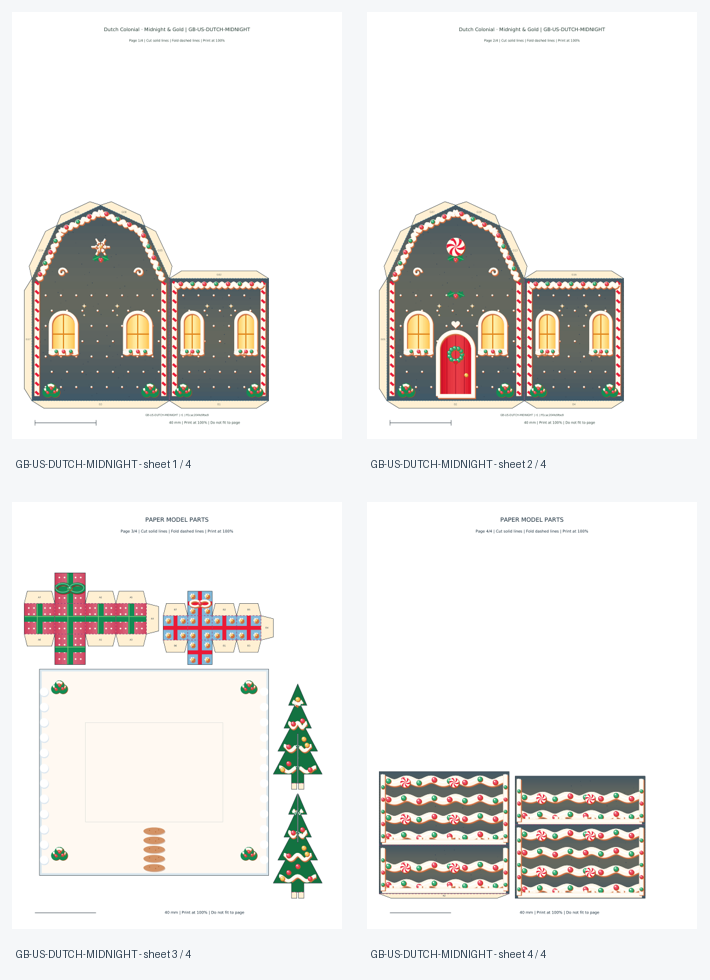 Dutch Colonial · Midnight & Gold | GB-US-DUTCH-MIDNIGHT
Page 1/4 | Cut solid lines | Fold dashed lines | Print at 100%
40 mm | Print at 100% | Do not fit to page
GB-US-DUTCH-MIDNIGHT - sheet 1 / 4
Dutch Colonial · Midnight & Gold | GB-US-DUTCH-MIDNIGHT
Page 2/4 | Cut solid lines | Fold dashed lines | Print at 100%
40 mm | Print at 100% | Do not fit to page
GB-US-DUTCH-MIDNIGHT - sheet 2 / 4
PAPER MODEL PARTS
Page 3/4 | Cut solid lines | Fold dashed lines | Print at 100%
40 mm | Print at 100% | Do not fit to page
GB-US-DUTCH-MIDNIGHT - sheet 3 / 4
PAPER MODEL PARTS
Page 4/4 | Cut solid lines | Fold dashed lines | Print at 100%
40 mm | Print at 100% | Do not fit to page
GB-US-DUTCH-MIDNIGHT - sheet 4 / 4